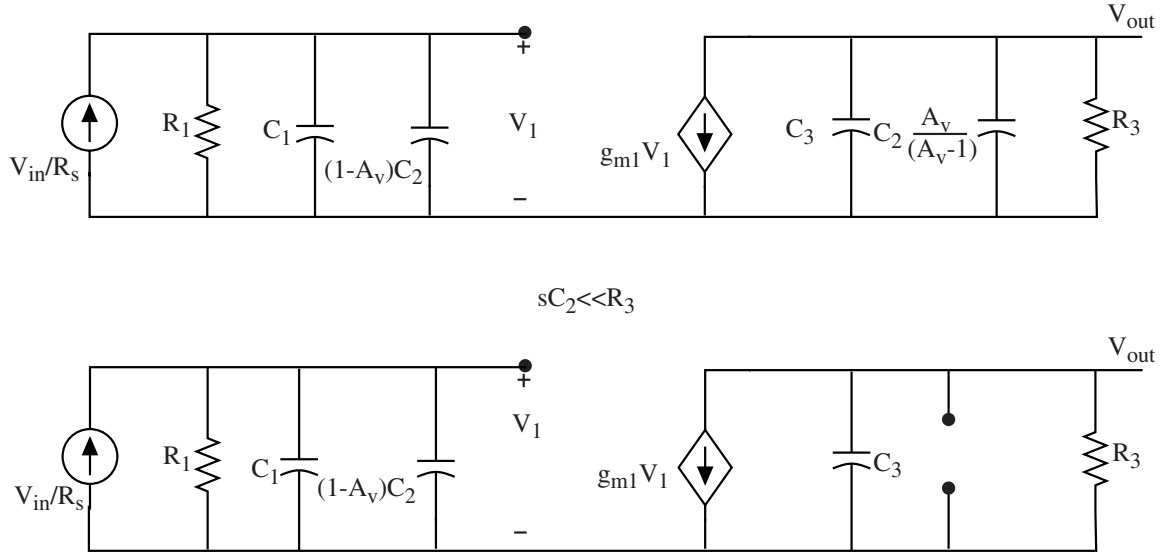 V_out
+
R_1
C_1
V_1
C_3
C_2
A_v
(A_v-1)
R_3
V_in/R_s
(1-A_v)C_2
g_m1V_1
–
sC_2<<R_3
V_out
+
V_1
R_1
C_1
(1-A_v)C_2
g_m1V_1
C_3
R_3
V_in/R_s
–